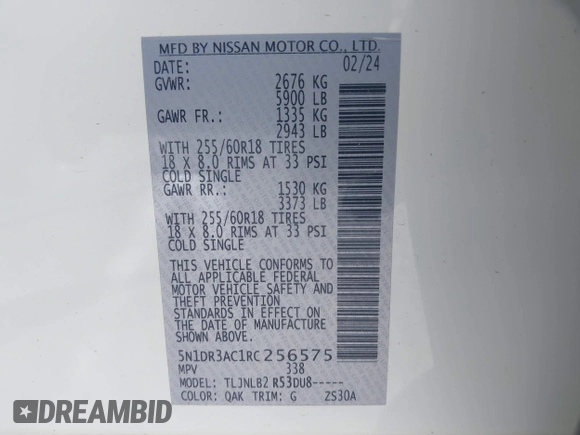 MFD BY NISSAN MOTOR CO., LTD.
DATE: 02/24
GVWR: 2676 KG
5900 LB
GAWR FR.: 1335 KG
2943 LB
WITH 255/60R18 TIRES
18 X 8.0 RIMS AT 33 PSI
COLD SINGLE
GAWR RR.: 1530 KG
3373 LB
WITH 255/60R18 TIRES
18 X 8.0 RIMS AT 33 PSI
COLD SINGLE
THIS VEHICLE CONFORMS TO
ALL APPLICABLE FEDERAL
MOTOR VEHICLE SAFETY AND
THEFT PREVENTION
STANDARDS IN EFFECT ON
THE DATE OF MANUFACTURE
SHOWN ABOVE.
5N1DR3AC1RC256575
MPV 338
MODEL: TLJNLB2 R53DU8-----
COLOR: QAK TRIM: G ZS30A
DREAMBID